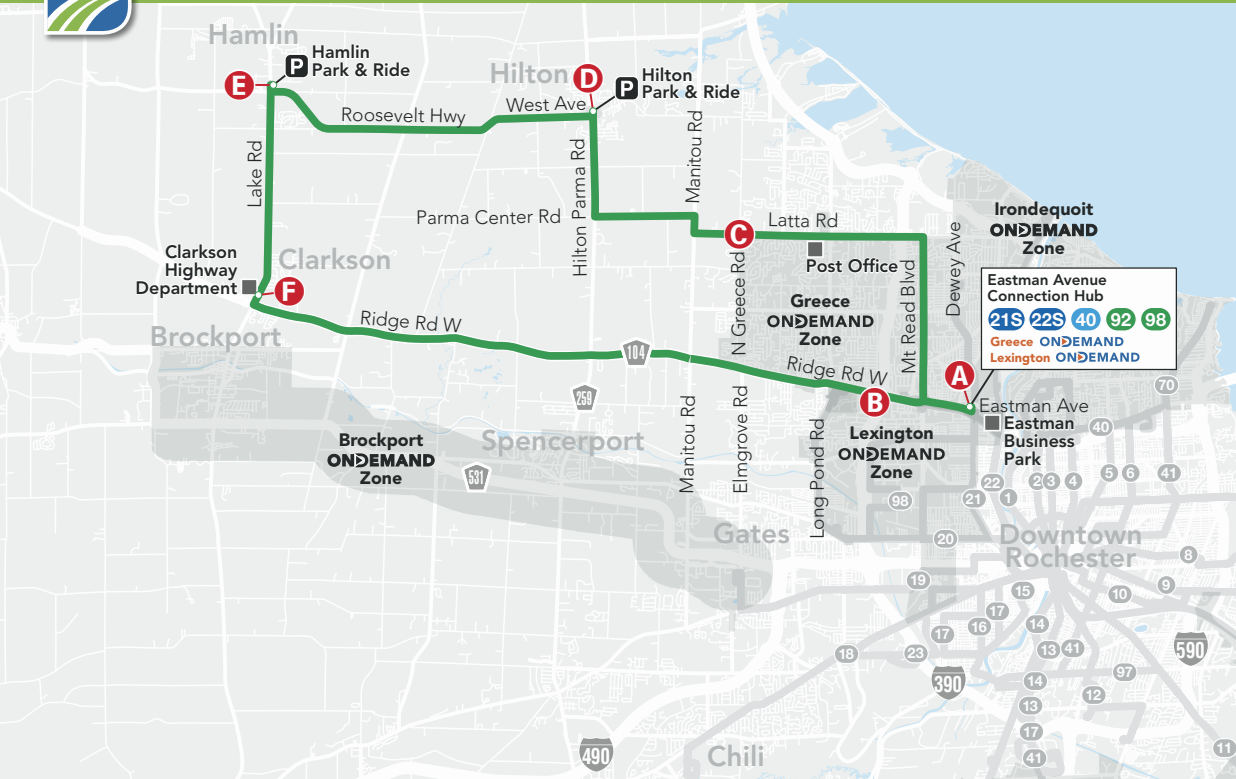 Hamlin
P
Hamlin
Park & Ride
E
Hilton
D
P
Hilton
Park & Ride
West Ave
Roosevelt Hwy
Manitou Rd
Lake Rd
Hilton Parma Rd
Parma Center Rd
C
Latta Rd
Post Office
N Greece Rd
Mt Read Blvd
Dewey Ave
Irondequoit
ONDEMAND
Zone
Clarkson
Highway
Department
Clarkson
F
Brockport
Ridge Rd W
104
Greece
ONDEMAND
Zone
Eastman Avenue
Connection Hub
21S 22S 40 92 98
Greece ONDEMAND
Lexington ONDEMAND
Ridge Rd W
A
B
Eastman Ave
Eastman
Business
Park
70
40
259
Manitou Rd
Elmgrove Rd
Long Pond Rd
Lexington
ONDEMAND
Zone
Brockport
ONDEMAND
Zone
Spencerport
531
Gates
98
22
21
1
2
3
4
5
6
41
20
Downtown
Rochester
8
19
15
10
9
17
16
14
17
13
41
18
23
590
390
14
97
12
13
17
41
11
490
Chili